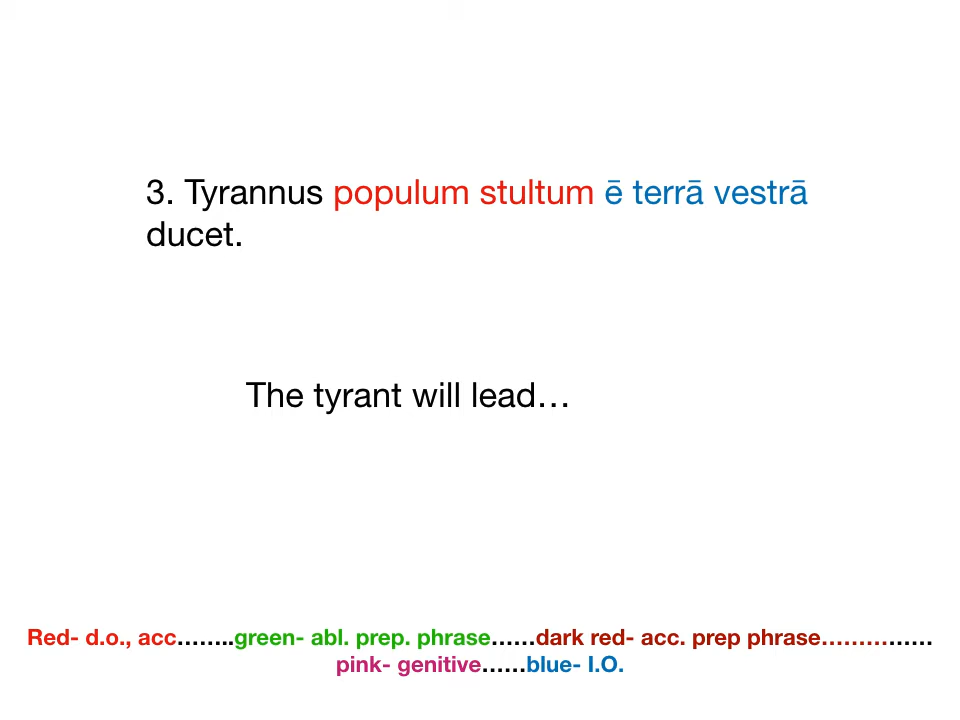 3. Tyrannus populum stultum ē terrā vestrā
ducet.
The tyrant will lead…
Red- d.o., acc……..green- abl. prep. phrase……dark red- acc. prep phrase……………
pink- genitive……blue- I.O.